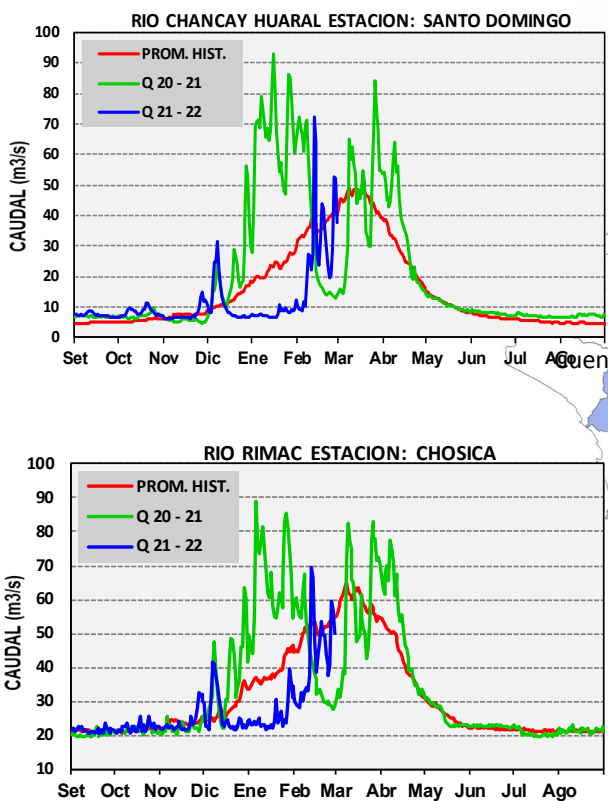 RIO CHANCAY HUARAL ESTACION: SANTO DOMINGO
CAUDAL (m3/s)
100
90
80
70
60
50
40
30
20
10
0
PROM. HIST.
Q 20 - 21
Q 21 - 22
Set Oct Nov Dic Ene Feb Mar Abr May Jun Jul Ago
Cuen
RIO RIMAC ESTACION: CHOSICA
CAUDAL (m3/s)
100
90
80
70
60
50
40
30
20
10
PROM. HIST.
Q 20 - 21
Q 21 - 22
Set Oct Nov Dic Ene Feb Mar Abr May Jun Jul Ago